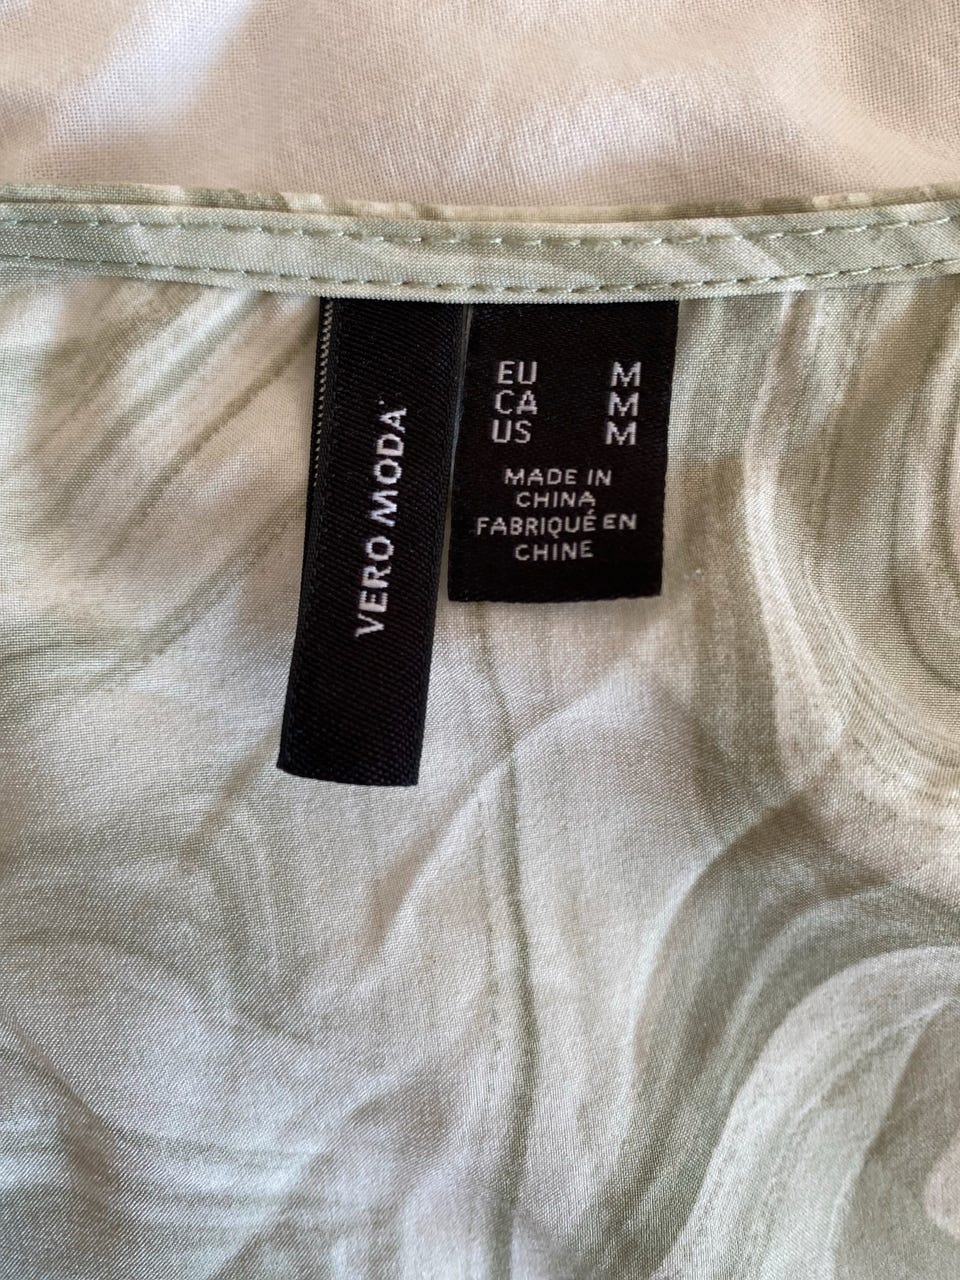 VERO MODA
EU M
CA M
US M
MADE IN
CHINA
FABRIQUÉ EN
CHINE